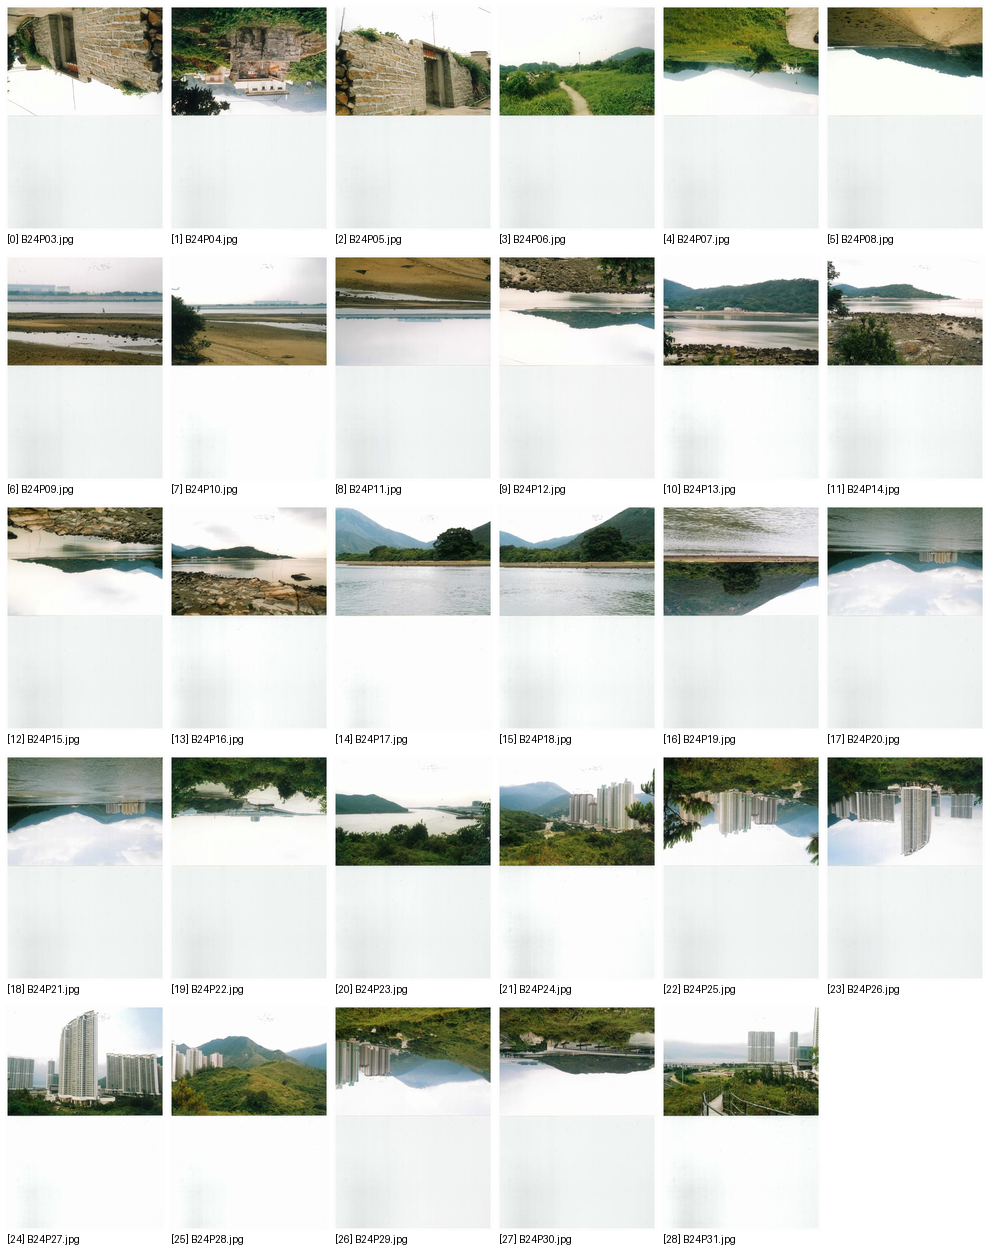 [0] B24P03.jpg
[1] B24P04.jpg
[2] B24P05.jpg
[3] B24P06.jpg
[4] B24P07.jpg
[5] B24P08.jpg
[6] B24P09.jpg
[7] B24P10.jpg
[8] B24P11.jpg
[9] B24P12.jpg
[10] B24P13.jpg
[11] B24P14.jpg
[12] B24P15.jpg
[13] B24P16.jpg
[14] B24P17.jpg
[15] B24P18.jpg
[16] B24P19.jpg
[17] B24P20.jpg
[18] B24P21.jpg
[19] B24P22.jpg
[20] B24P23.jpg
[21] B24P24.jpg
[22] B24P25.jpg
[23] B24P26.jpg
[24] B24P27.jpg
[25] B24P28.jpg
[26] B24P29.jpg
[27] B24P30.jpg
[28] B24P31.jpg